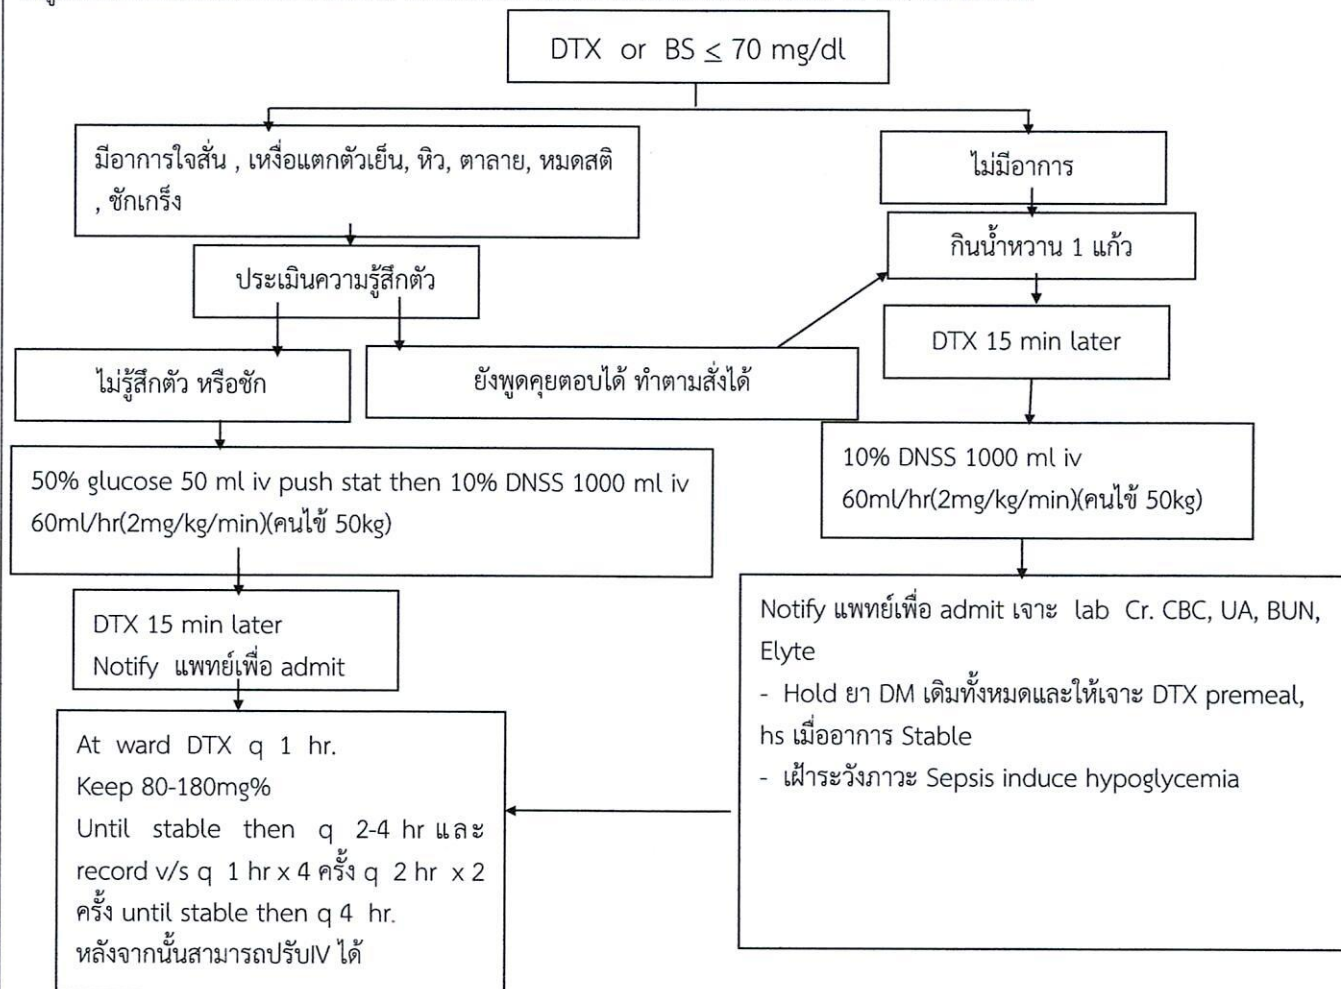 DTX or BS ≤ 70 mg/dl
มีอาการใจสั่น , เหงื่อแตกตัวเย็น, หิว, ตาลาย, หมดสติ
, ชักเกร็ง
ไม่มีอาการ
กินน้ำหวาน 1 แก้ว
ประเมินความรู้สึกตัว
DTX 15 min later
ไม่รู้สึกตัว หรือชัก
ยังพูดคุยตอบได้ ทำตามสั่งได้
50% glucose 50 ml iv push stat then 10% DNSS 1000 ml iv
60ml/hr(2mg/kg/min)(คนไข้ 50kg)
10% DNSS 1000 ml iv
60ml/hr(2mg/kg/min)(คนไข้ 50kg)
DTX 15 min later
Notify แพทย์เพื่อ admit
Notify แพทย์เพื่อ admit เจาะ lab Cr. CBC, UA, BUN,
Elyte
- Hold ยา DM เดิมทั้งหมดและให้เจาะ DTX premeal,
hs เมื่ออาการ Stable
- เฝ้าระวังภาวะ Sepsis induce hypoglycemia
At ward DTX q 1 hr.
Keep 80-180mg%
Until stable then q 2-4 hr และ
record v/s q 1 hr x 4 ครั้ง q 2 hr x 2
ครั้ง until stable then q 4 hr.
หลังจากนั้นสามารถปรับIV ได้